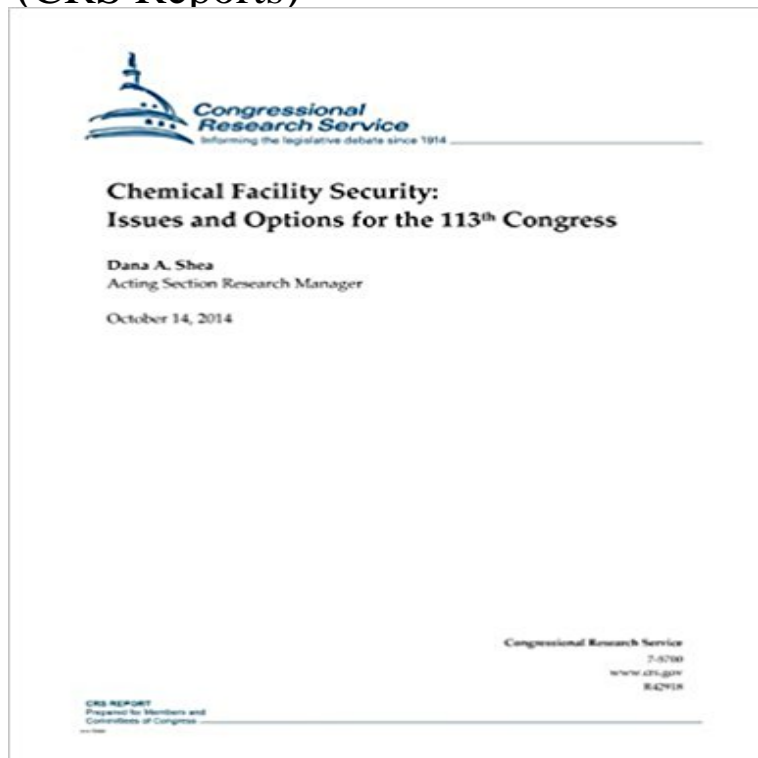 (CRS Reports)
Congressional
Research Service
Informing the legislative debate since 1914
Chemical Facility Security:
Issues and Options for the 113th Congress
Dana A. Shea
Acting Section Research Manager
October 14, 2014
Congressional Research Service
7-5700
www.crs.gov
R42918
CRS REPORT
Prepared for Members and
Committees of Congress